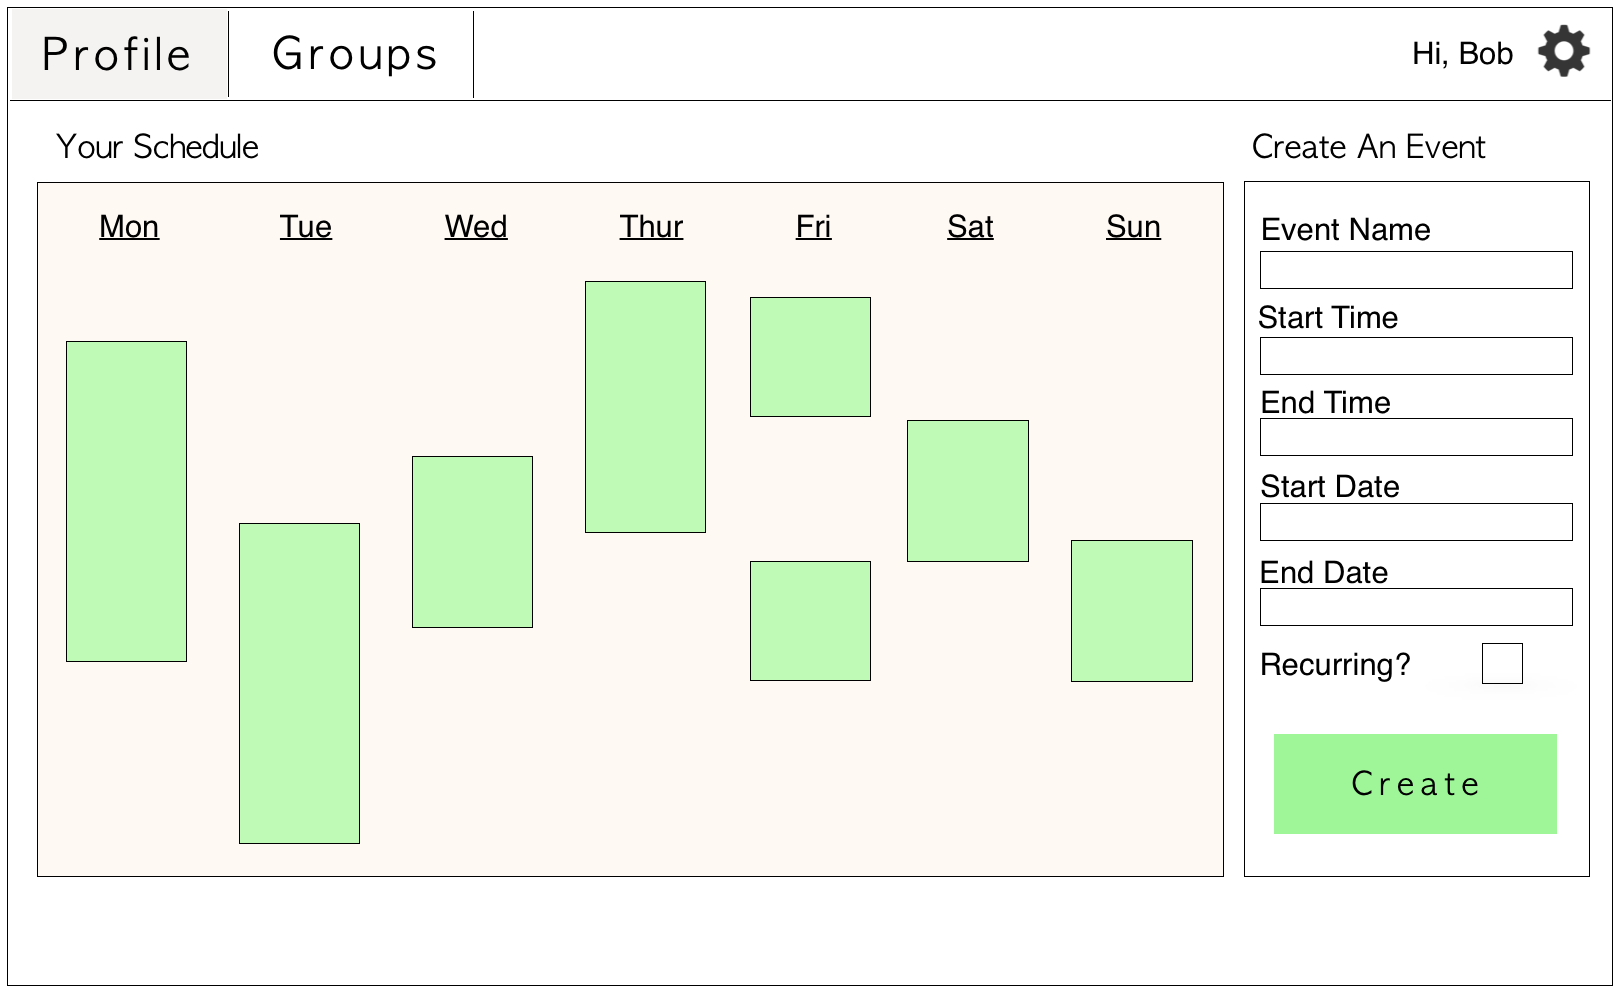 Profile
Groups
Hi, Bob
Your Schedule
Create An Event
Mon
Tue
Wed
Thur
Fri
Sat
Sun
Event Name
Start Time
End Time
Start Date
End Date
Recurring?
Create